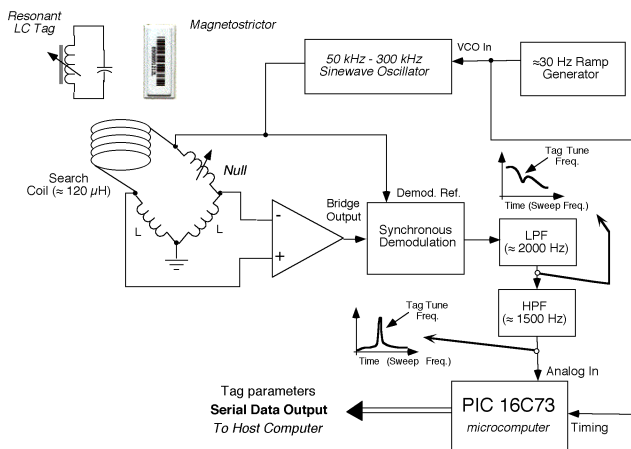 Resonant
LC Tag
Magnetostrictor
50 kHz - 300 kHz
Sinewave Oscillator
VCO In
≈30 Hz Ramp
Generator
Search
Coil (≈ 120 µH)
Null
L
L
-
+
Bridge
Output
Demod. Ref.
Synchronous
Demodulation
Tag Tune
Freq.
Time (Sweep Freq.)
LPF
(≈ 2000 Hz)
HPF
(≈ 1500 Hz)
Tag Tune
Freq.
Time (Sweep Freq.)
Analog In
Tag parameters
Serial Data Output
To Host Computer
PIC 16C73
microcomputer
Timing